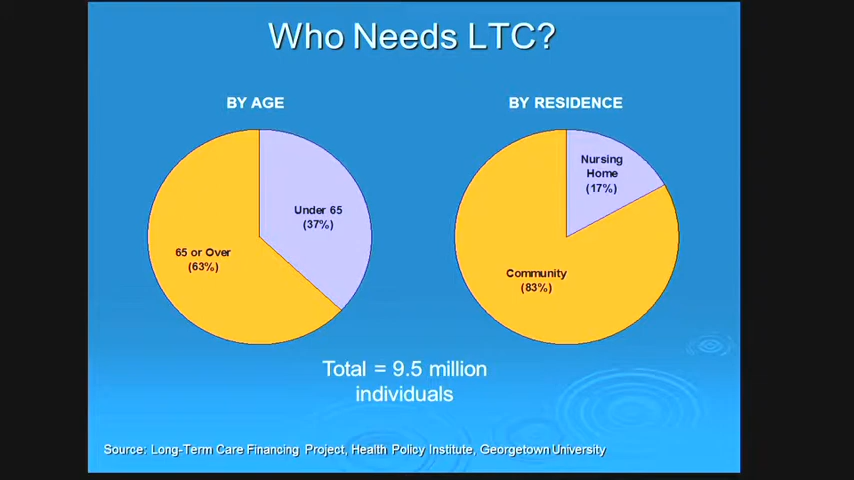 Who Needs LTC?
BY AGE
BY RESIDENCE
Under 65
(37%)
65 or Over
(63%)
Nursing
Home
(17%)
Community
(83%)
Total = 9.5 million
individuals
Source: Long-Term Care Financing Project, Health Policy Institute, Georgetown University